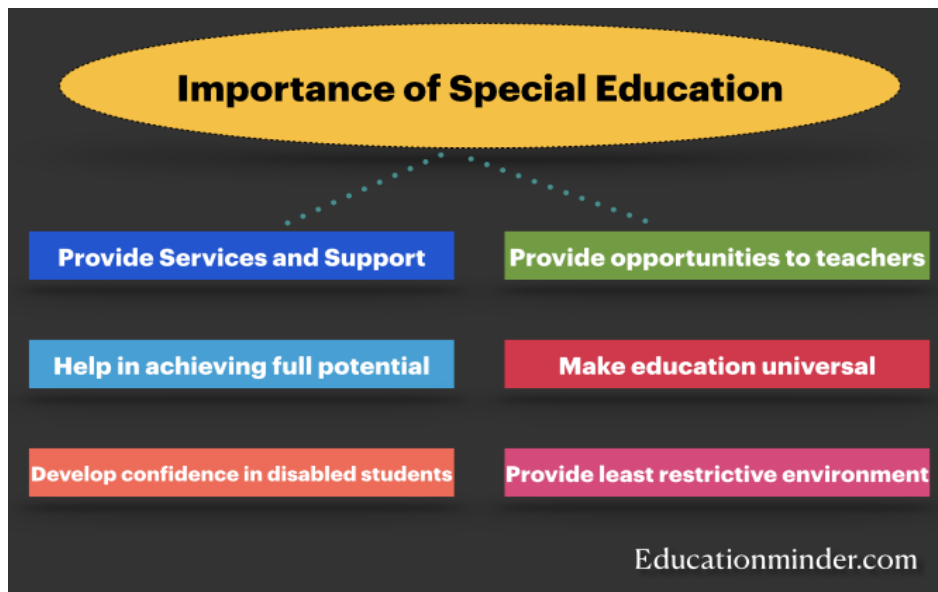 Importance of Special Education
Provide Services and Support
Provide opportunities to teachers
Help in achieving full potential
Make education universal
Develop confidence in disabled students
Provide least restrictive environment
Educationminder.com